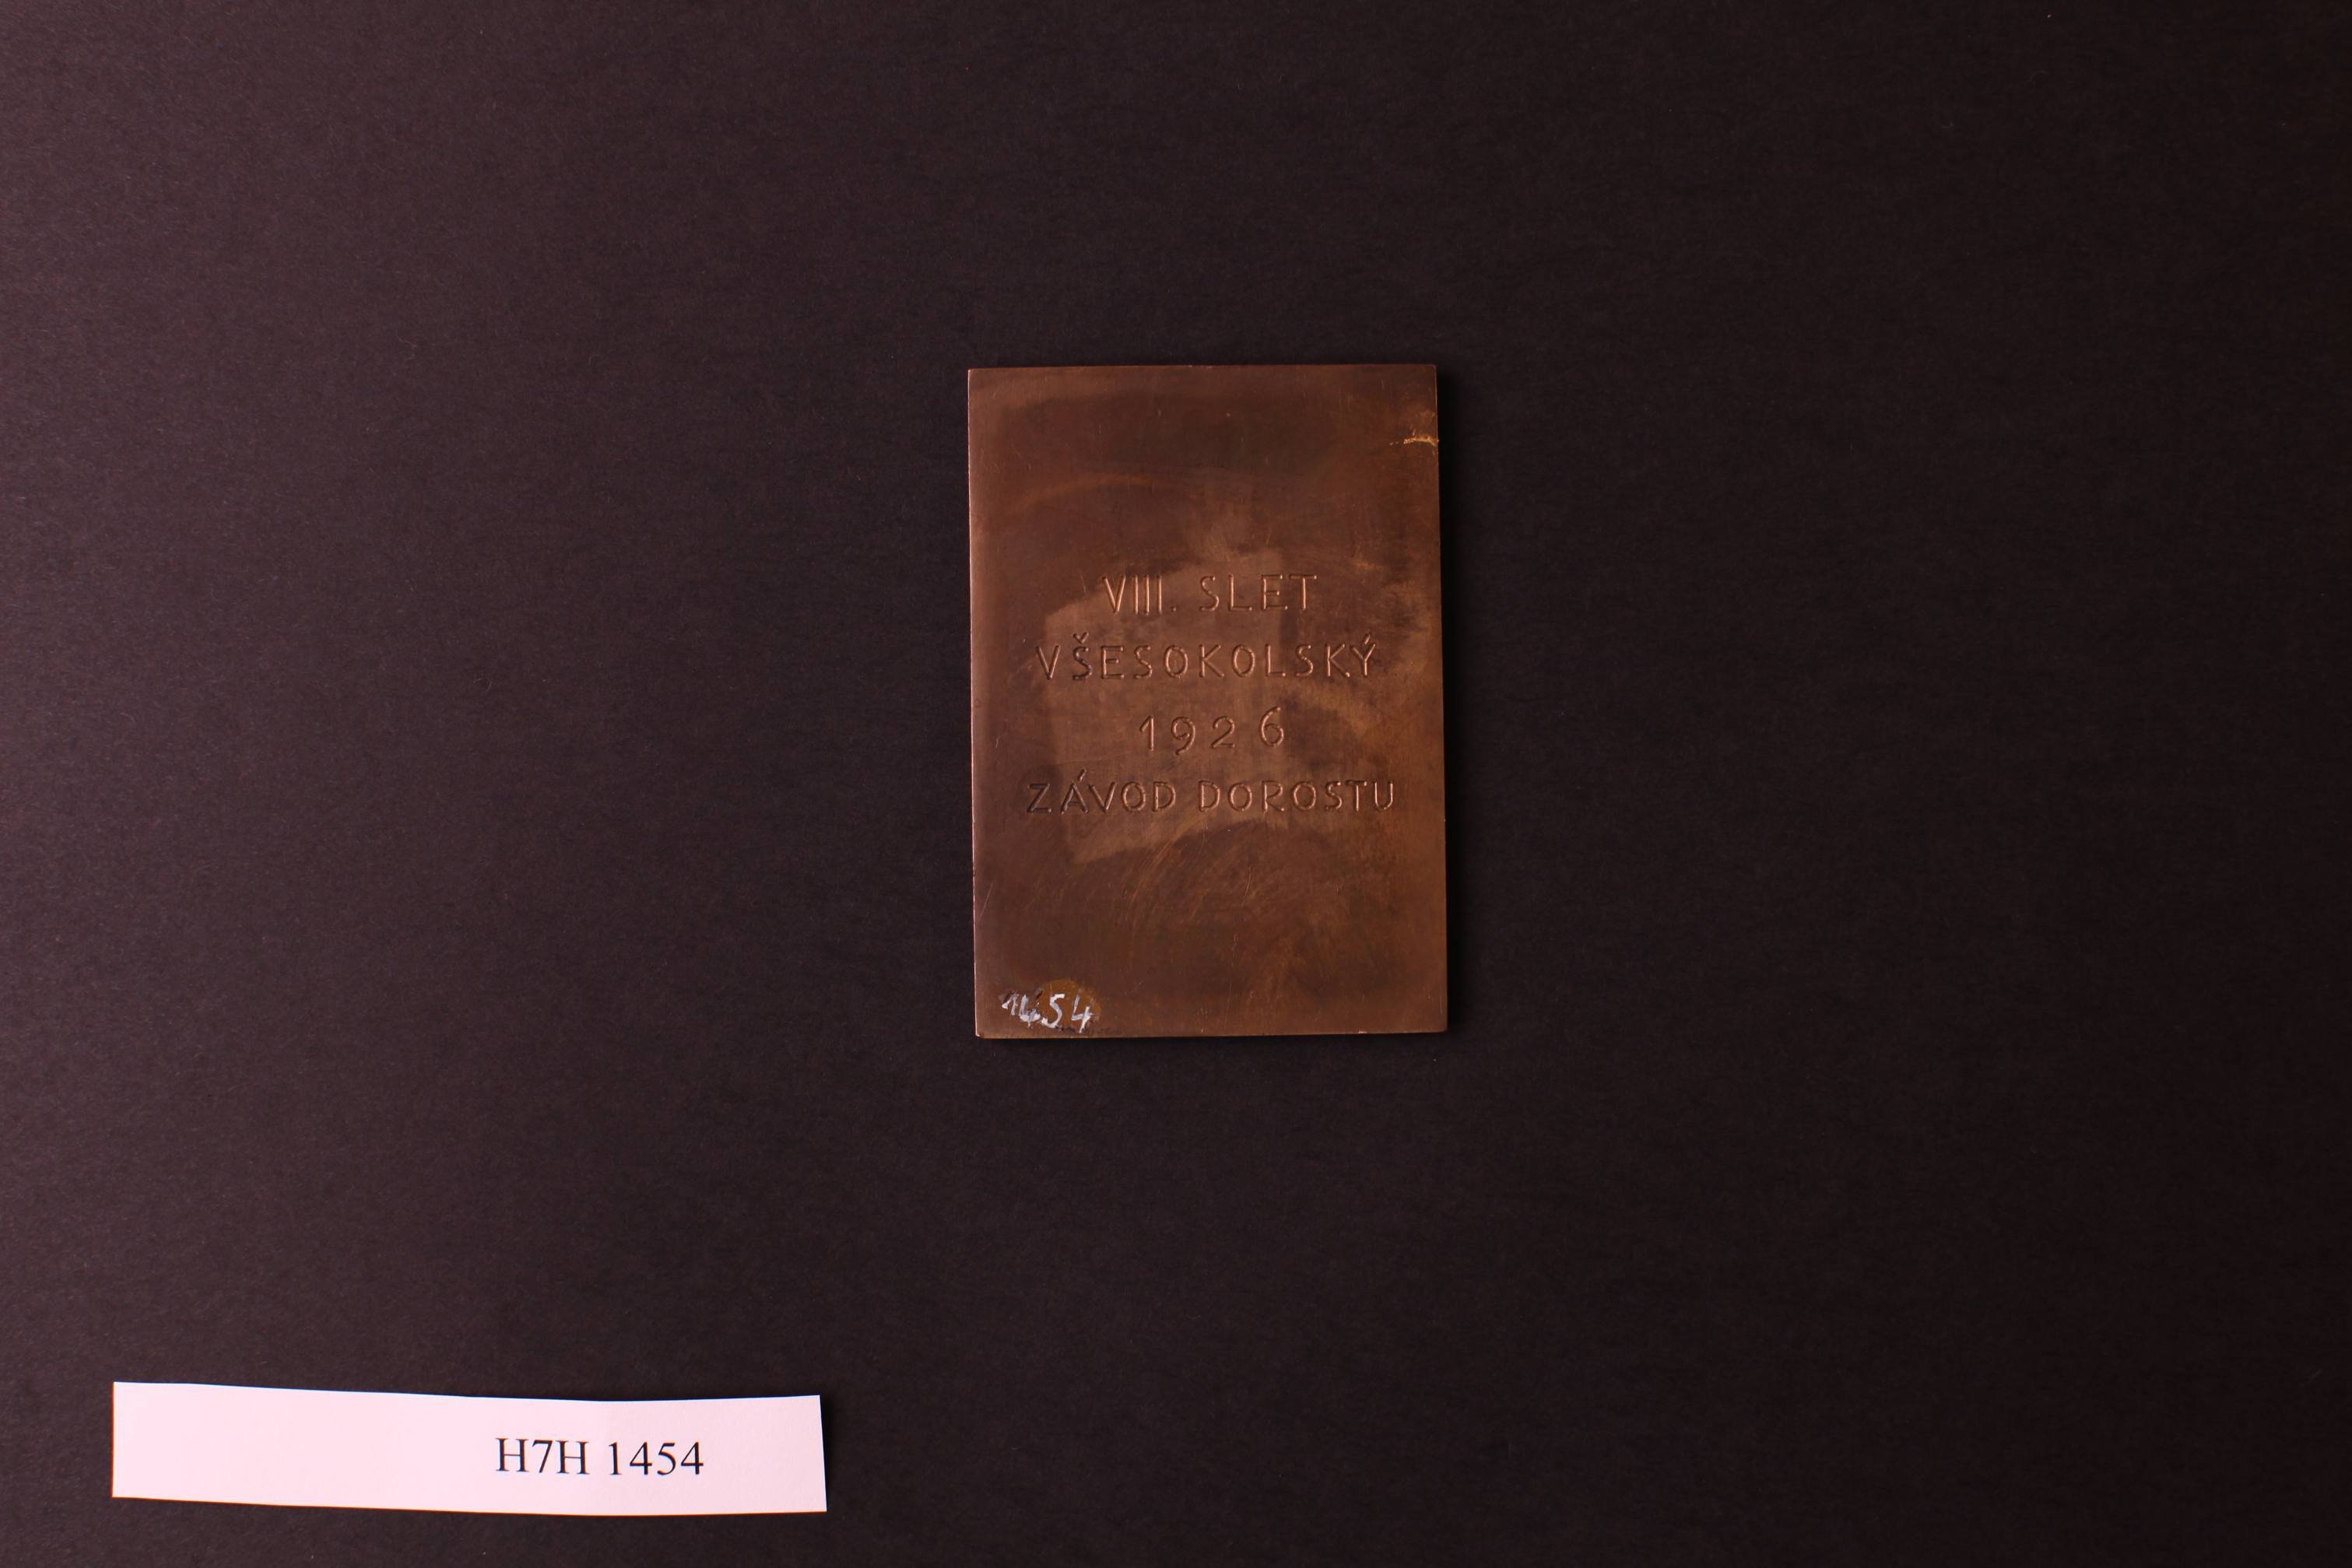 VIII. SLET
VŠESOKOLSKÝ
1926
ZÁVOD DOROSTU
1454
H7H 1454